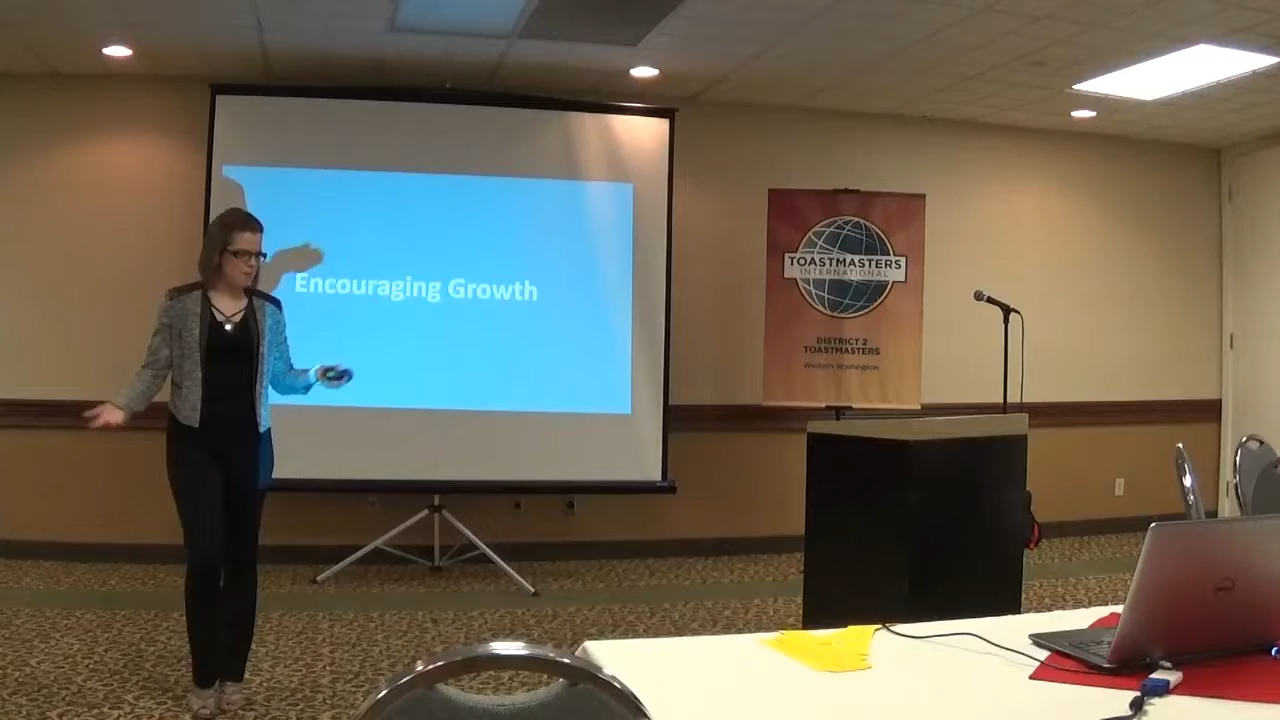 Encouraging Growth
TOASTMASTERS
INTERNATIONAL
DISTRICT 2
TOASTMASTERS
Western Washington